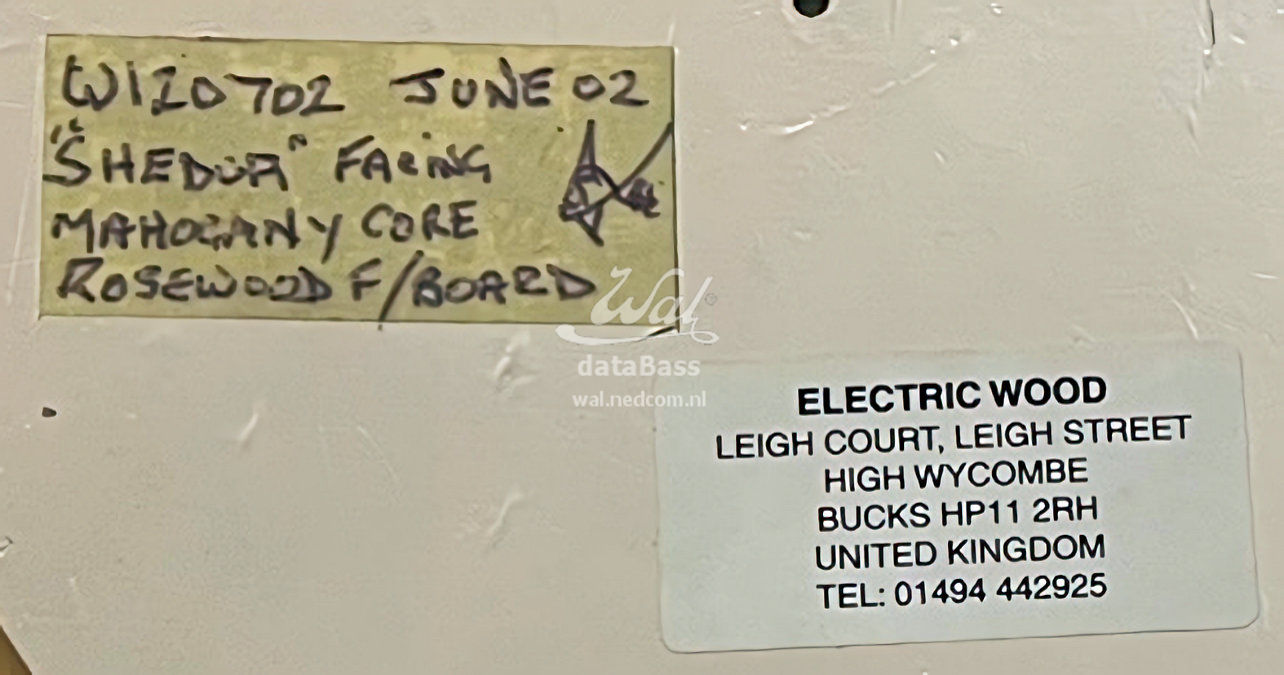 W120702 JUNE 02
"SHEDUA" FACING
MAHOGANY CORE
ROSEWOOD F/BOARD
Wal®
dataBass
wal.nedcom.nl
ELECTRIC WOOD
LEIGH COURT, LEIGH STREET
HIGH WYCOMBE
BUCKS HP11 2RH
UNITED KINGDOM
TEL: 01494 442925